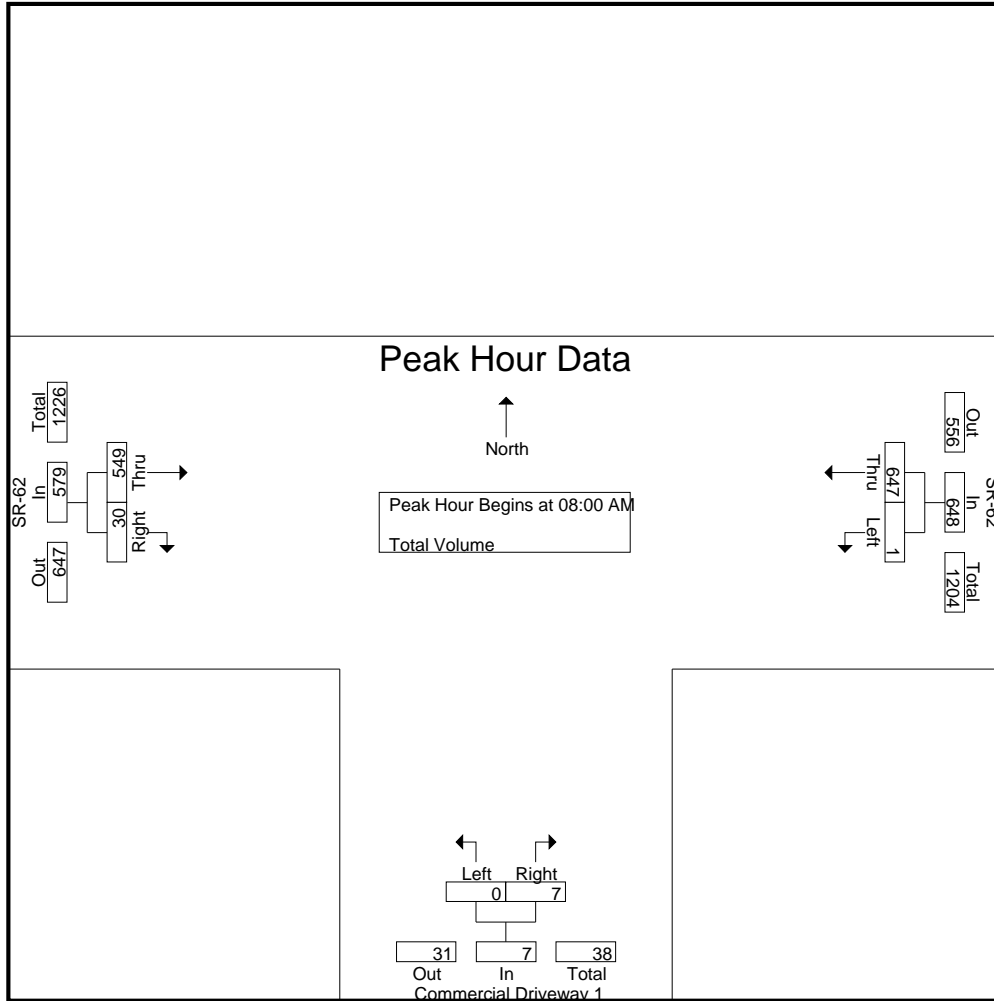 Peak Hour Data
North
Peak Hour Begins at 08:00 AM
Total Volume
SR-62
Total
1226
In
579
Out
647
549
Thru
30
Right
SR-62
Out
556
In
648
Total
1204
647
Thru
1
Left
Left Right
0 7
31 7 38
Out In Total
Commercial Driveway 1